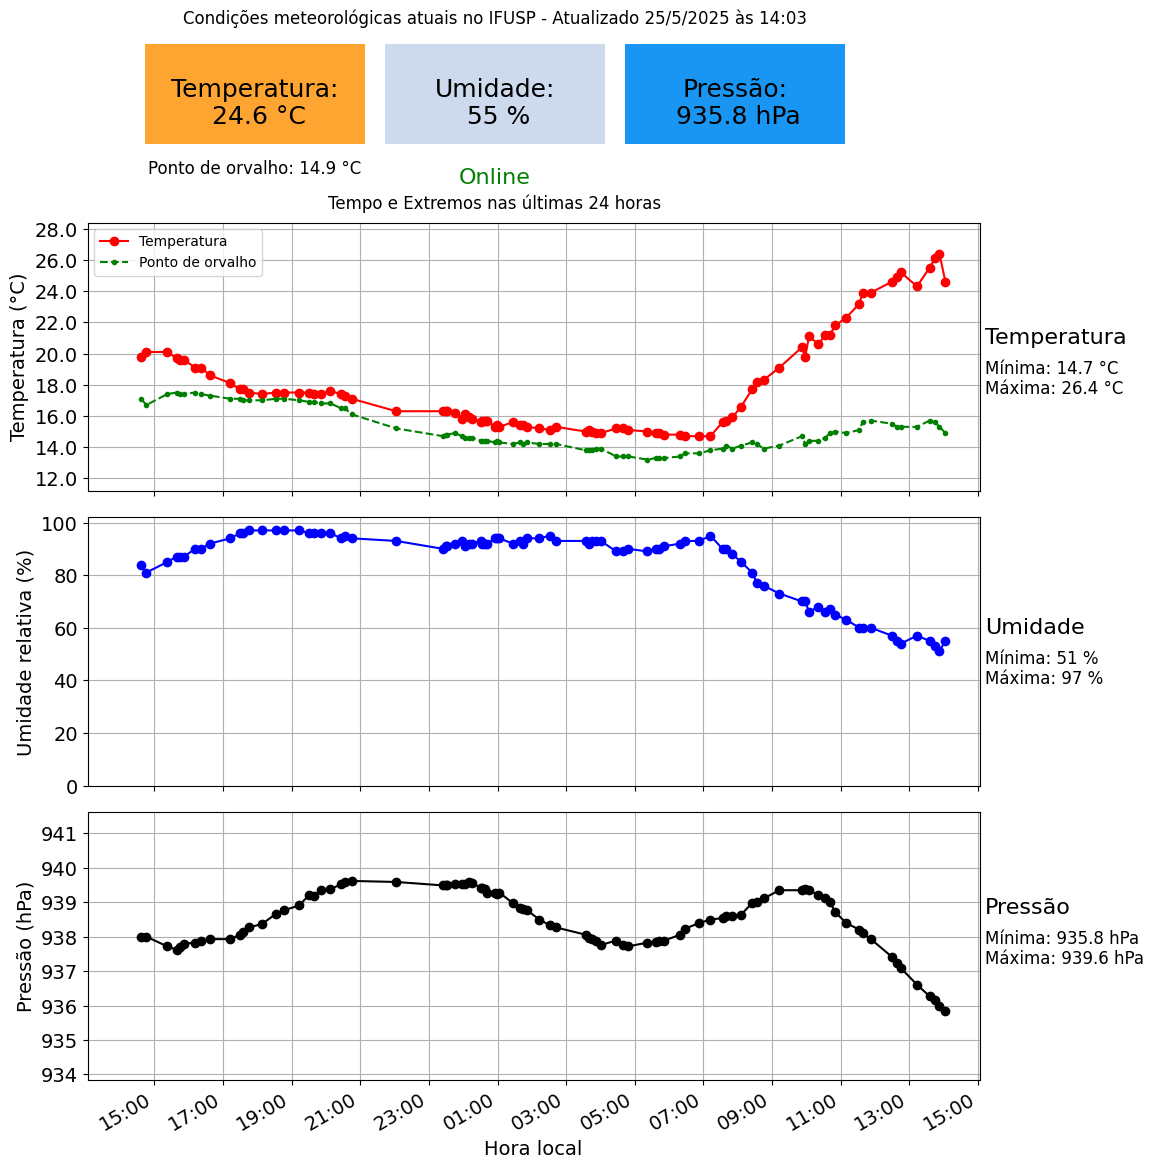 Condições meteorológicas atuais no IFUSP - Atualizado 25/5/2025 às 14:03
Temperatura:
24.6 °C
Umidade:
55 %
Pressão:
935.8 hPa
Ponto de orvalho: 14.9 °C
Online
Tempo e Extremos nas últimas 24 horas
Temperatura (°C)
28.0
26.0
24.0
22.0
20.0
18.0
16.0
14.0
12.0
Temperatura
Ponto de orvalho
Temperatura
Mínima: 14.7 °C
Máxima: 26.4 °C
Umidade relativa (%)
100
80
60
40
20
0
Umidade
Mínima: 51 %
Máxima: 97 %
Pressão (hPa)
941
940
939
938
937
936
935
934
Pressão
Mínima: 935.8 hPa
Máxima: 939.6 hPa
15:00 17:00 19:00 21:00 23:00 01:00 03:00 05:00 07:00 09:00 11:00 13:00 15:00
Hora local